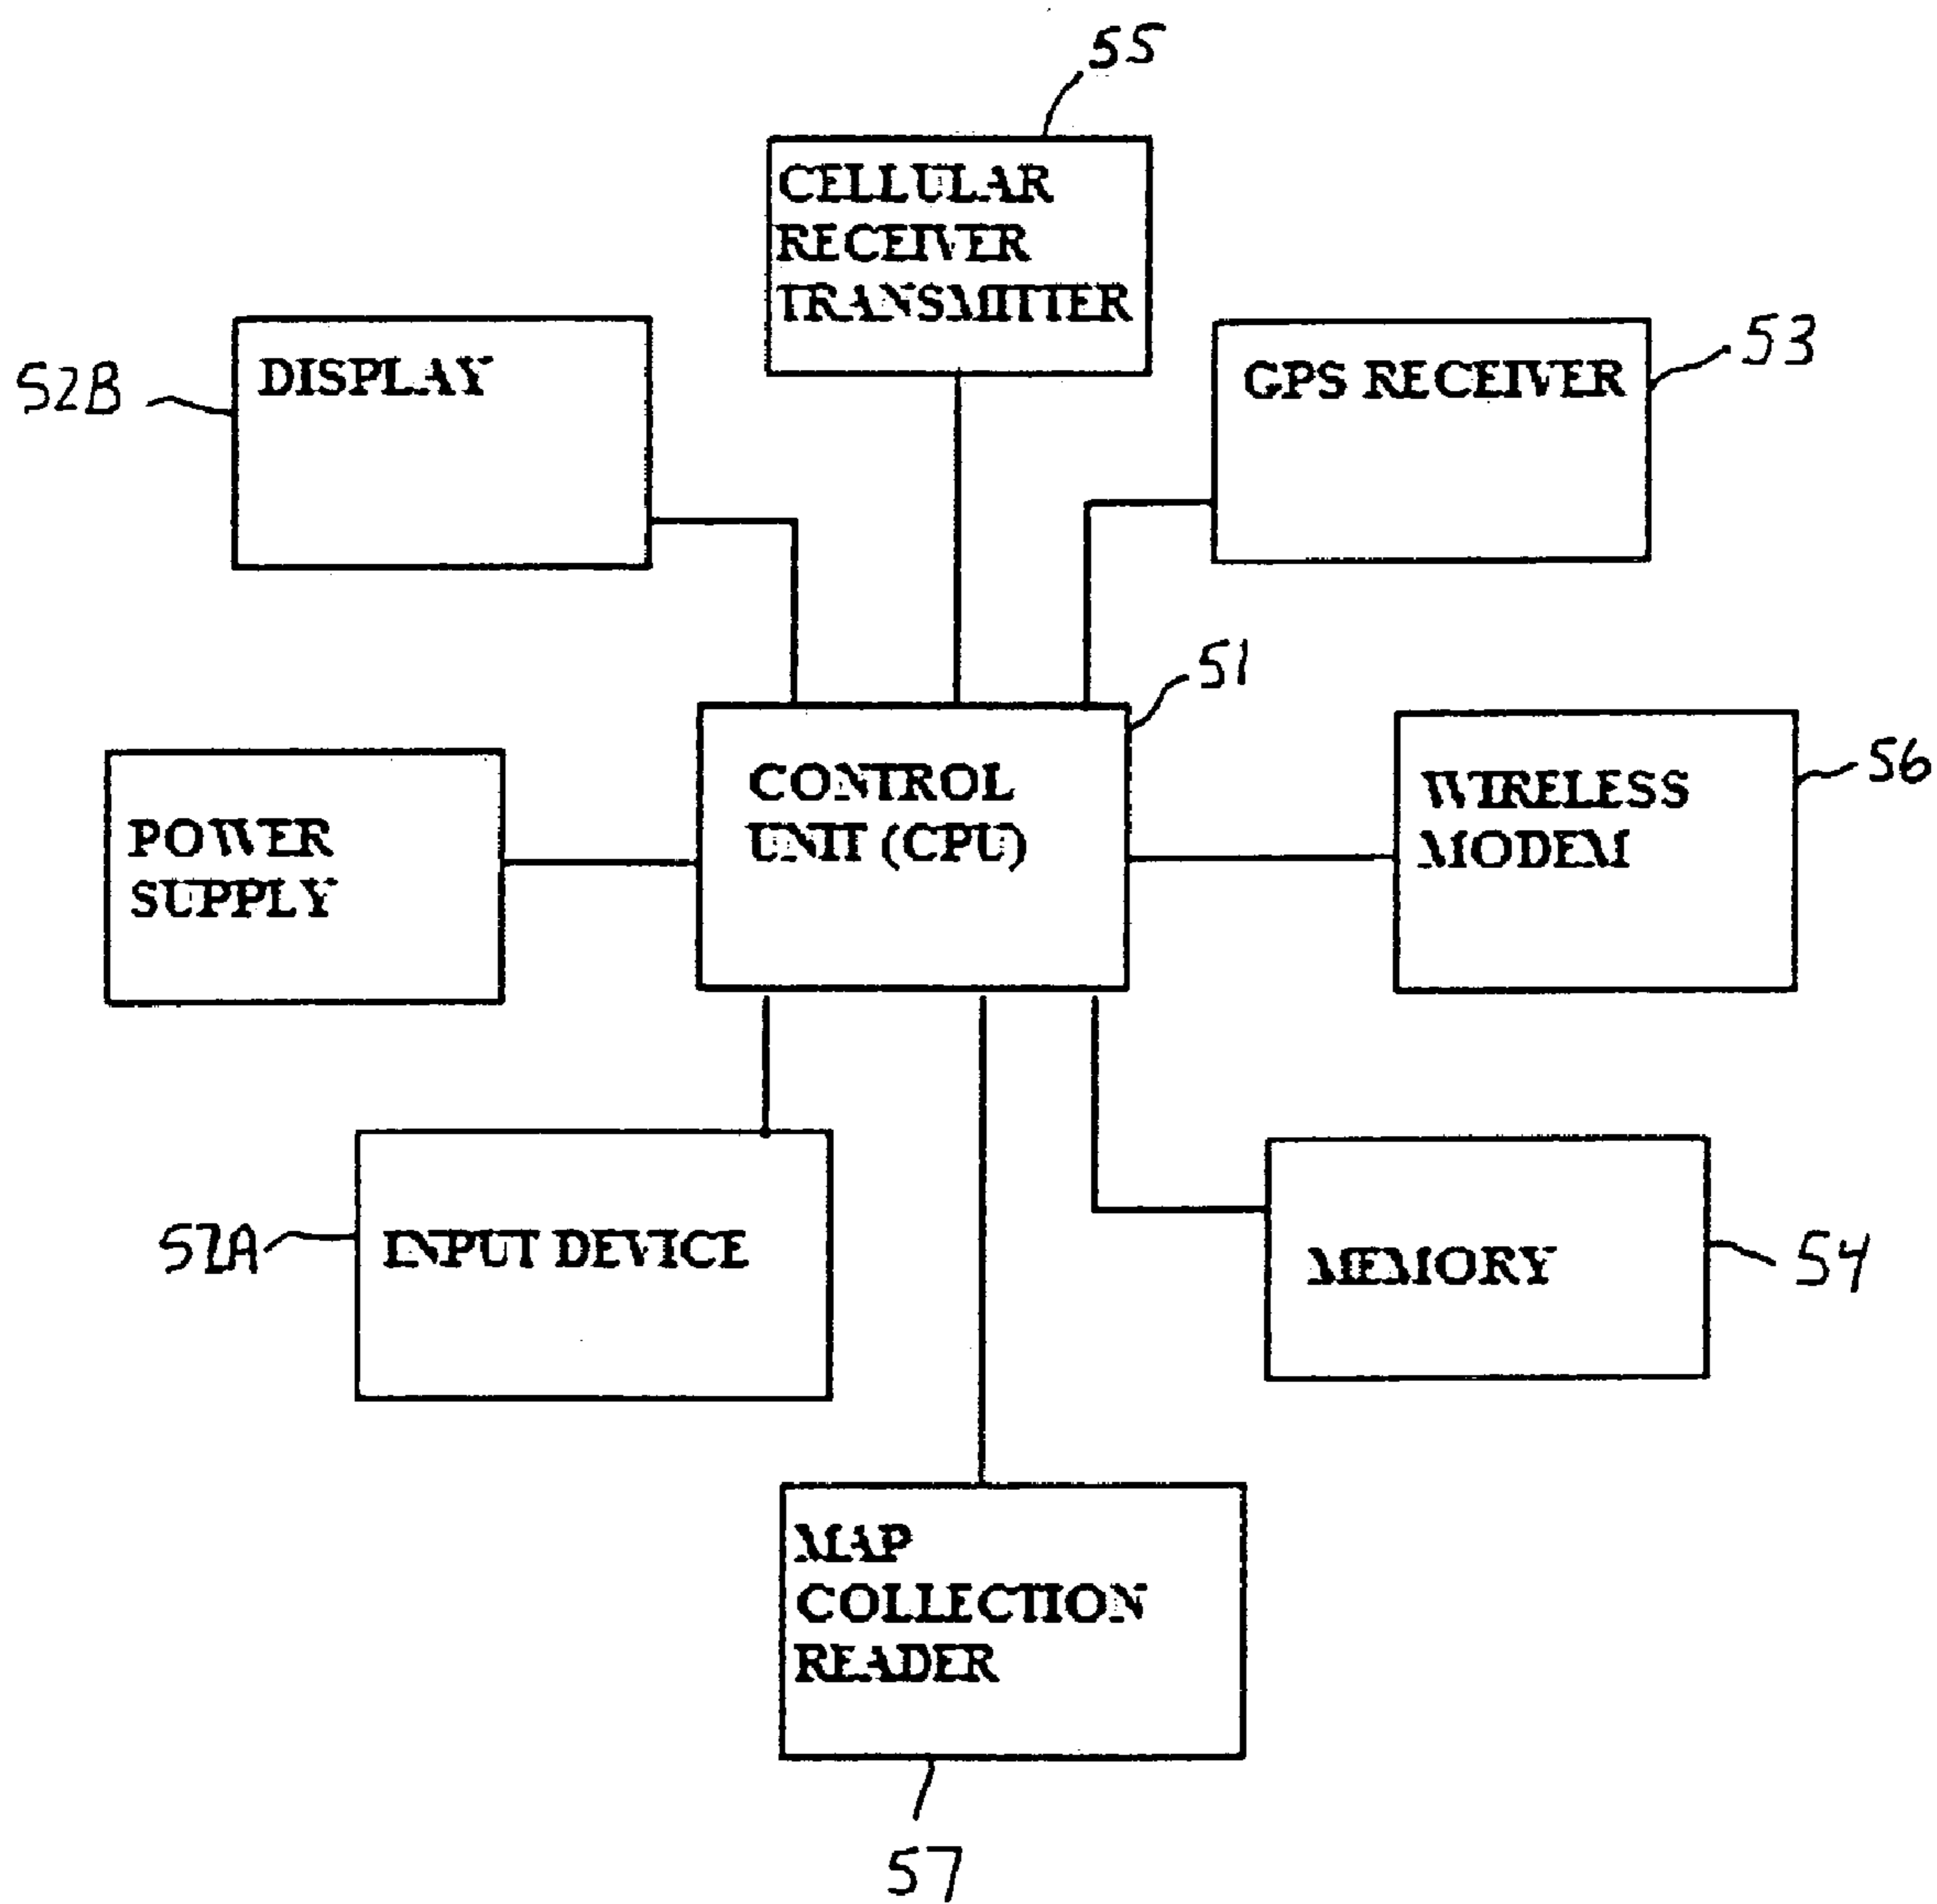 55
CELLULAR
RECEIVER
TRANSMITTER
52B
DISPLAY
GPS RECEIVER
53
51
CONTROL
UNIT (CPU)
POWER
SUPPLY
WIRELESS
MODEM
56
52A
INPUT DEVICE
MEMORY
54
MAP
COLLECTION
READER
57